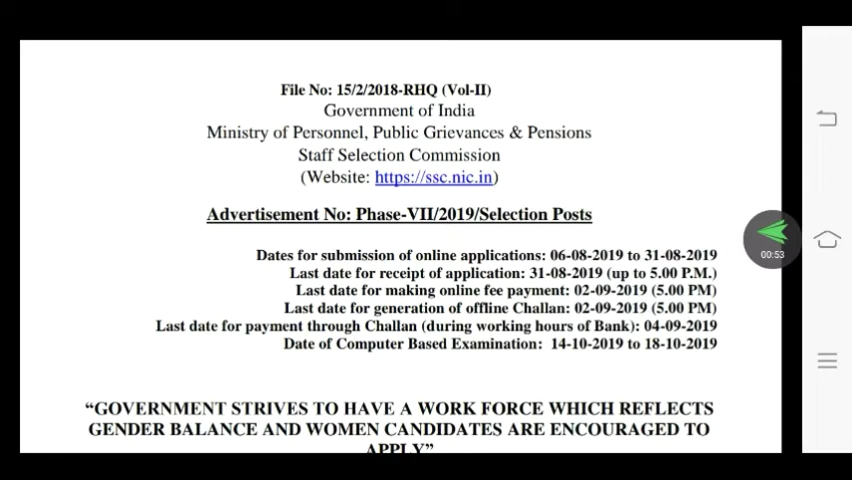 File No: 15/2/2018-RHQ (Vol-II)
Government of India
Ministry of Personnel, Public Grievances & Pensions
Staff Selection Commission
(Website: https://ssc.nic.in)
Advertisement No: Phase-VII/2019/Selection Posts
Dates for submission of online applications: 06-08-2019 to 31-08-2019
Last date for receipt of application: 31-08-2019 (up to 5.00 P.M.)
Last date for making online fee payment: 02-09-2019 (5.00 PM)
Last date for generation of offline Challan: 02-09-2019 (5.00 PM)
Last date for payment through Challan (during working hours of Bank): 04-09-2019
Date of Computer Based Examination: 14-10-2019 to 18-10-2019
00:53
“GOVERNMENT STRIVES TO HAVE A WORK FORCE WHICH REFLECTS
GENDER BALANCE AND WOMEN CANDIDATES ARE ENCOURAGED TO
APPLY”